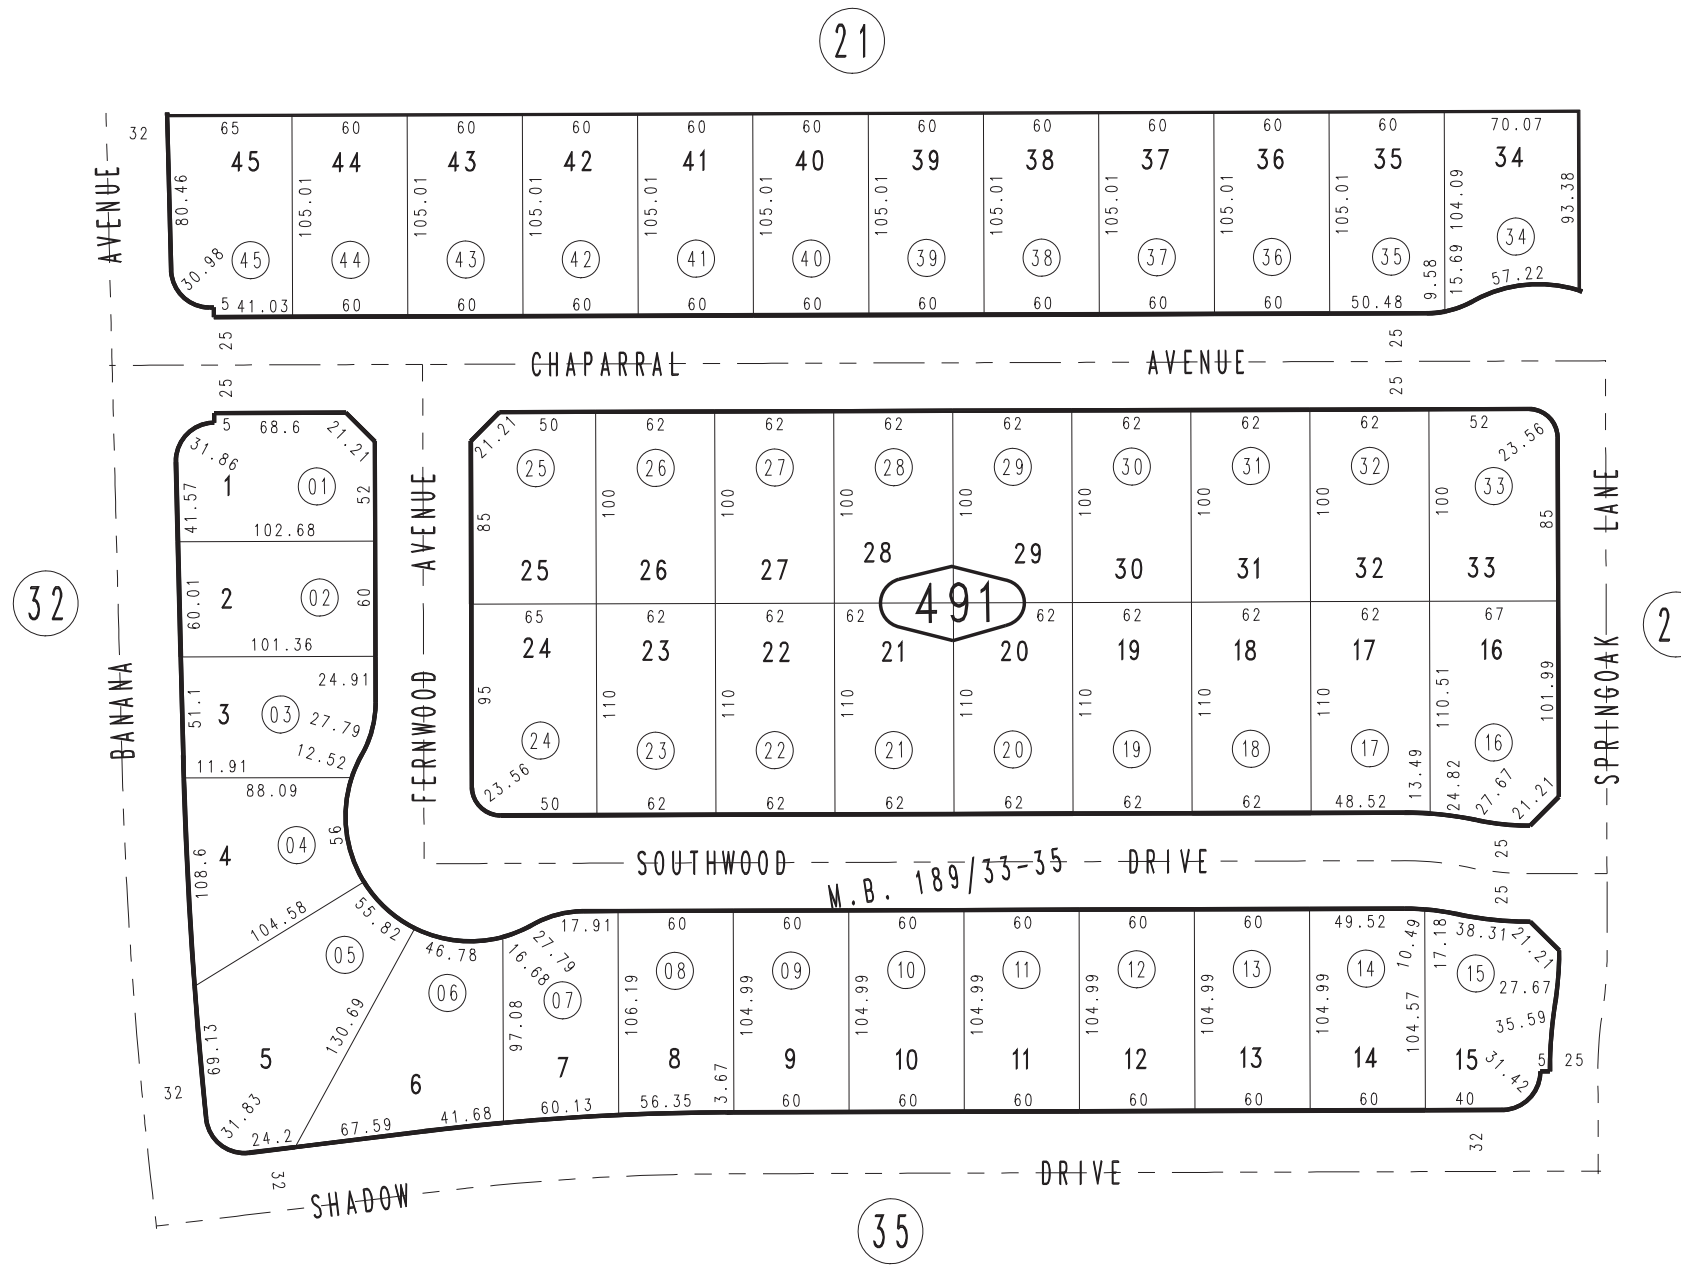 21
32 65 60 60 60 60 60 60 60 60 60 60 70.07
45 44 43 42 41 40 39 38 37 36 35 34
AVENUE 80.46 105.01 105.01 105.01 105.01 105.01 105.01 105.01 105.01 105.01 105.01 104.09 93.38
30.98 45 44 43 42 41 40 39 38 37 36 35 34
5 41.03 60 60 60 60 60 60 60 60 60 50.48 9.58 15.69 57.22
25 25
CHAPARRAL AVENUE
25 25
5 68.6 21.21 21.21 50 62 62 62 62 62 62 62 52 23.56
31.86 25 26 27 28 29 30 31 32 33
1 01
41.57 52 85 100 100 100 100 100 100 100 100 85
102.68
AVENUE LANE
28 29
25 26 27 30 31 32 33
32 2 02 491 2
60.01 60
65 62 62 62 62 62 62 62 67
101.36 24 23 22 21 20 19 18 17 16
24.91
51.1 95 110 110 110 110 110 110 110 110.51 101.99
3 03 27.79
BANANA FERNWOOD SPRINGOAK
12.52 24 23 22 21 20 19 18 17 16
11.91
88.09 23.56 13.49 24.82 27.67 21.21
50 62 62 62 62 62 62 48.52
4 04 56
108.6
SOUTHWOOD DRIVE 25
M.B. 189/33-35
25
104.58 55.82
17.91 60 60 60 60 60 60 49.52 10.49 17.18 38.31 21.21
05 46.78 16.68 27.79
06 07 08 09 10 11 12 13 14 15
27.67
130.69 97.08 106.19 104.99 104.99 104.99 104.99 104.99 104.99 104.57 35.59
69.13
5 6 7 8 9 10 11 12 13 14 15 31.42 5 25
32 31.83 24.2 67.59 41.68 60.13 56.35 3.67 60 60 60 60 60 60 40
32 32
SHADOW DRIVE
35